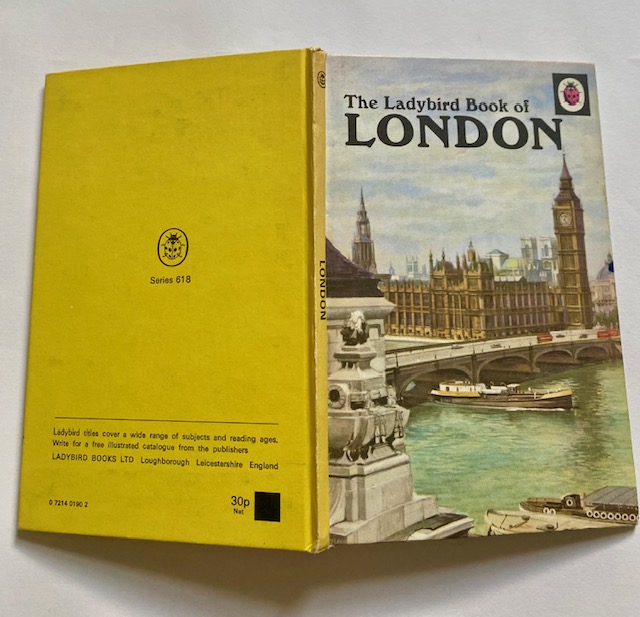 The Ladybird Book of
LONDON
LONDON
Series 618
Ladybird titles cover a wide range of subjects and reading ages.
Write for a free illustrated catalogue from the publishers
LADYBIRD BOOKS LTD Loughborough Leicestershire England
0 7214 0190 2
30p
Net